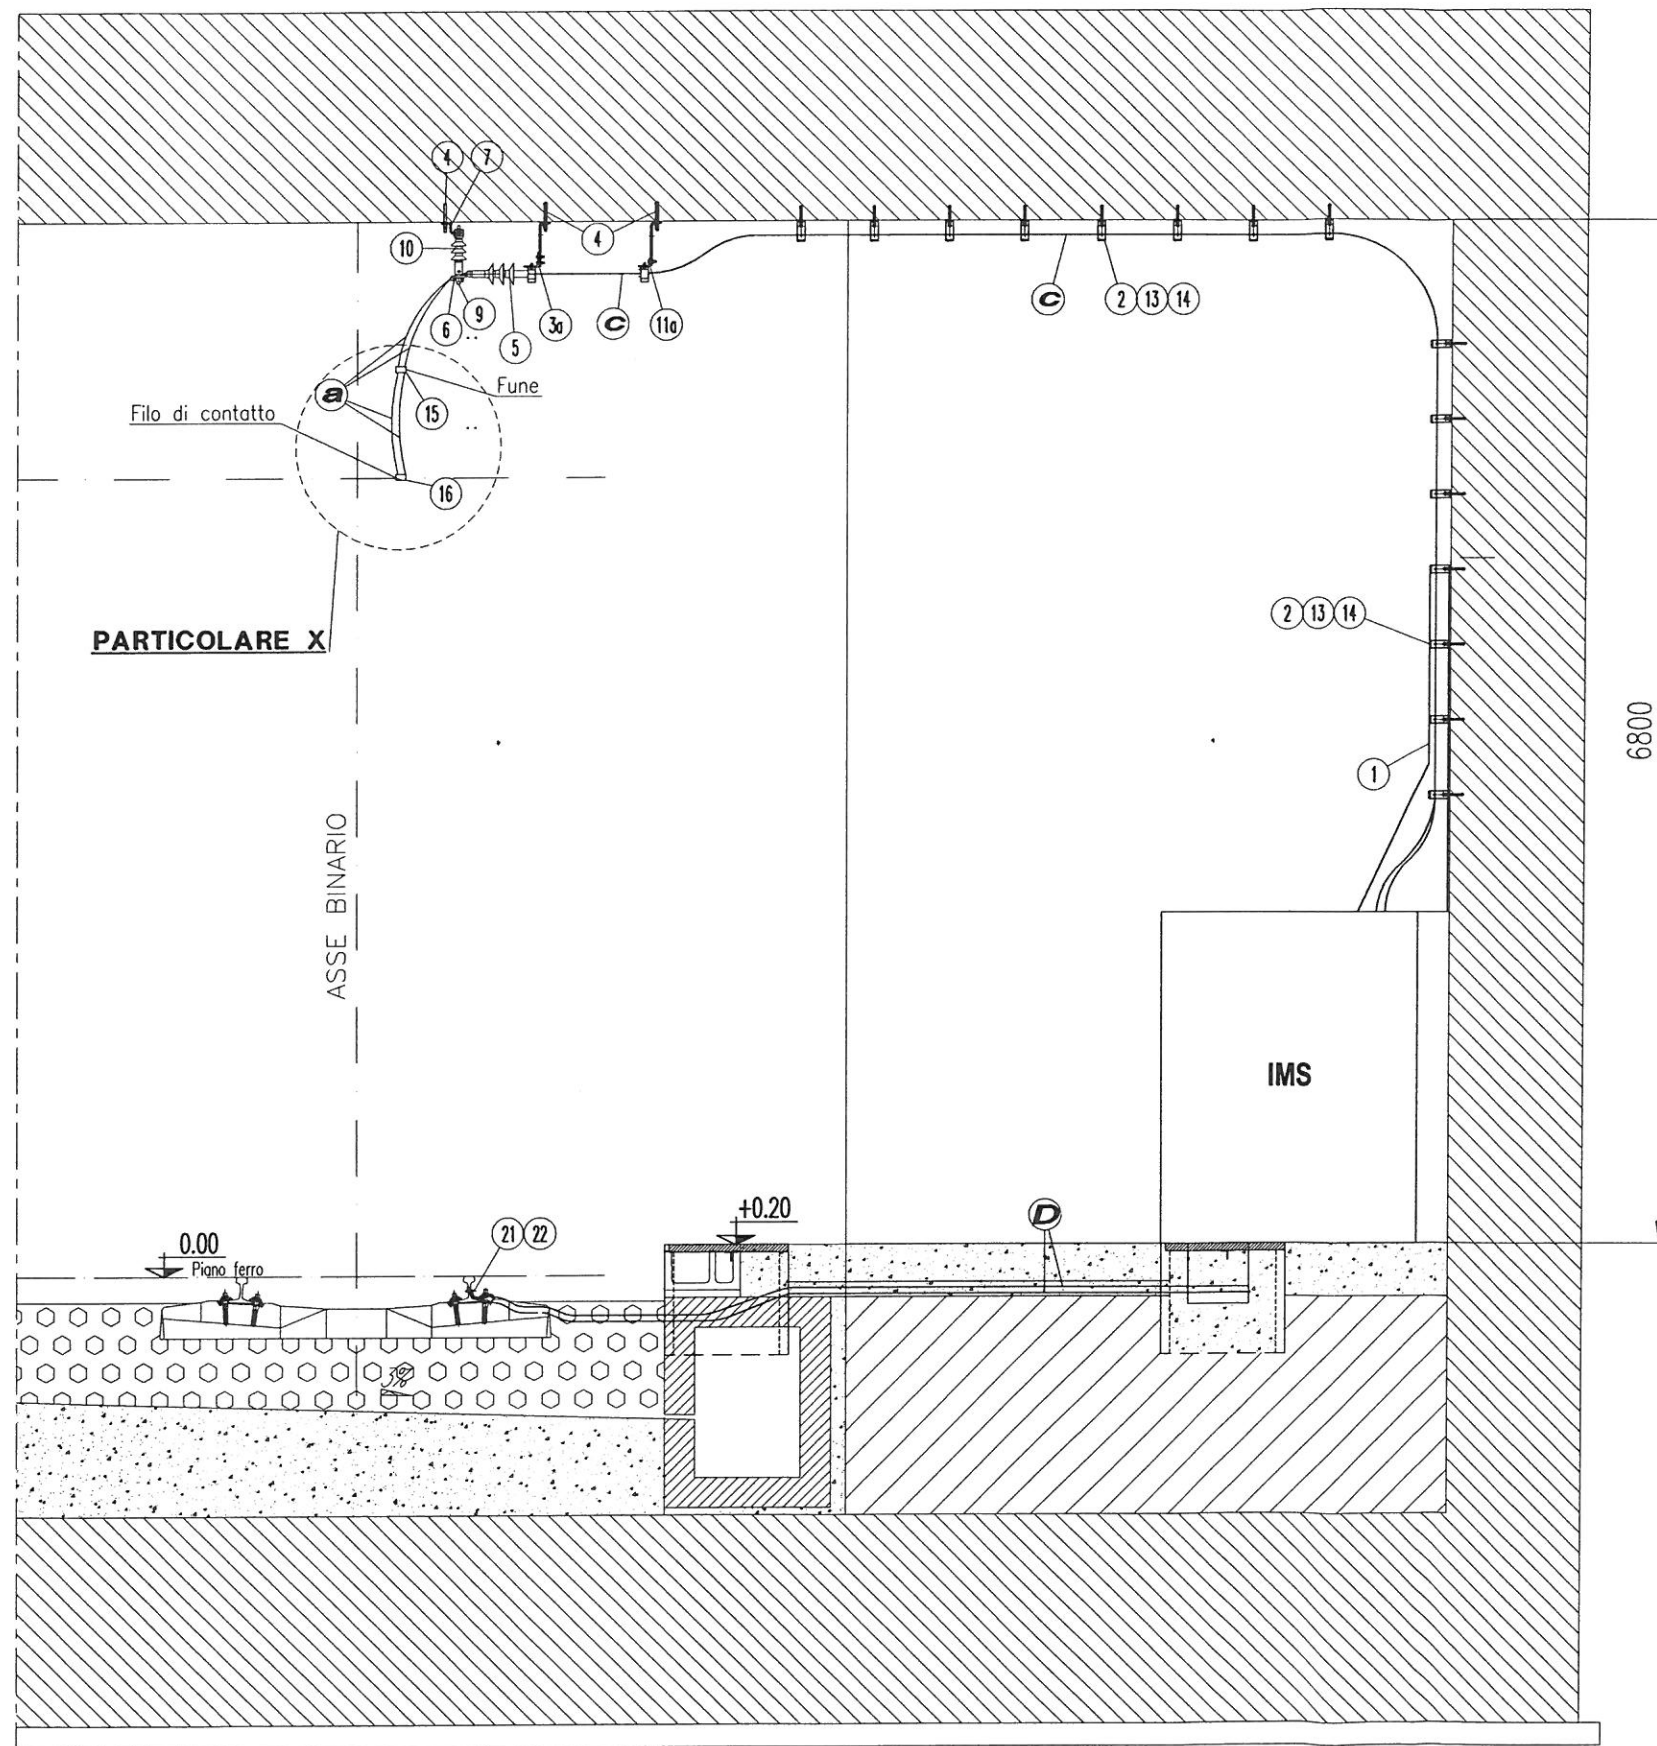 4 7
10
4
6 9 5 3a C 11a
C 2 13 14
a
Fune
15
Filo di contatto
16
2 13 14
PARTICOLARE X
1
6800
ASSE BINARIO
IMS
+0.20
D
21 22
0.00
Piano ferro